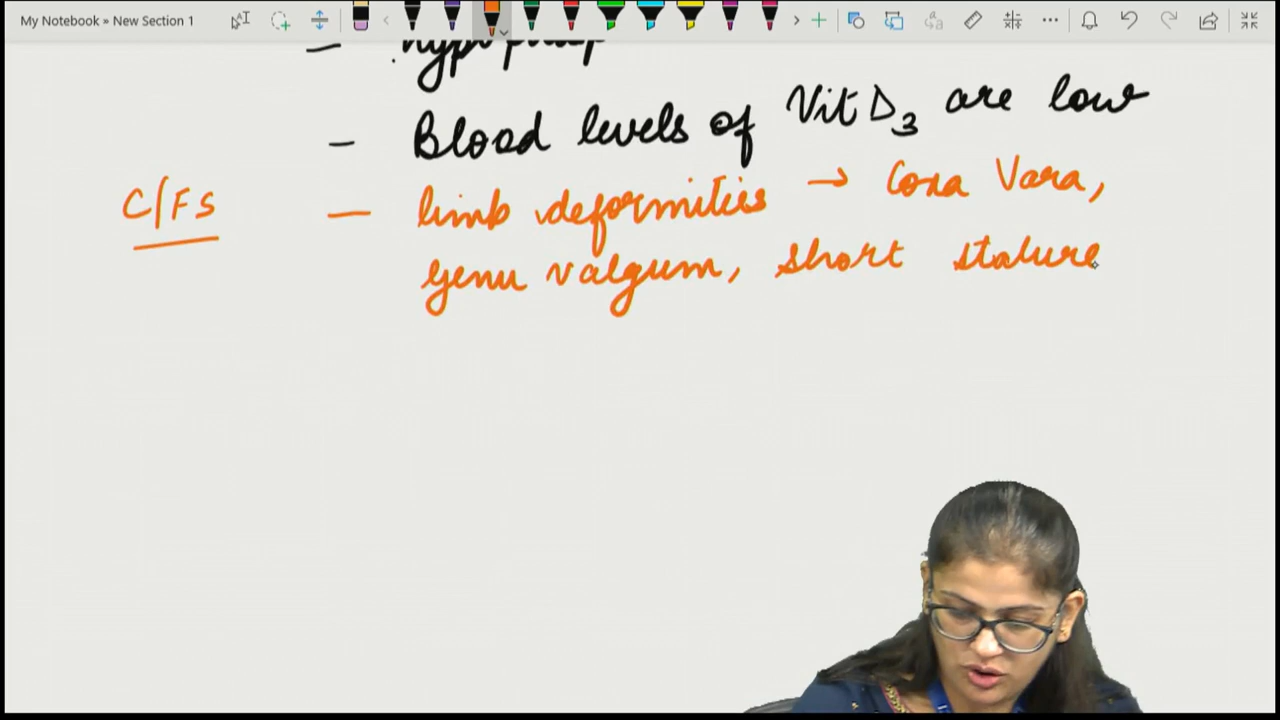 My Notebook » New Section 1
- Blood levels of Vit D3 are low
C/Fs - limb deformities → Coxa Vara,
genu valgum, short stature